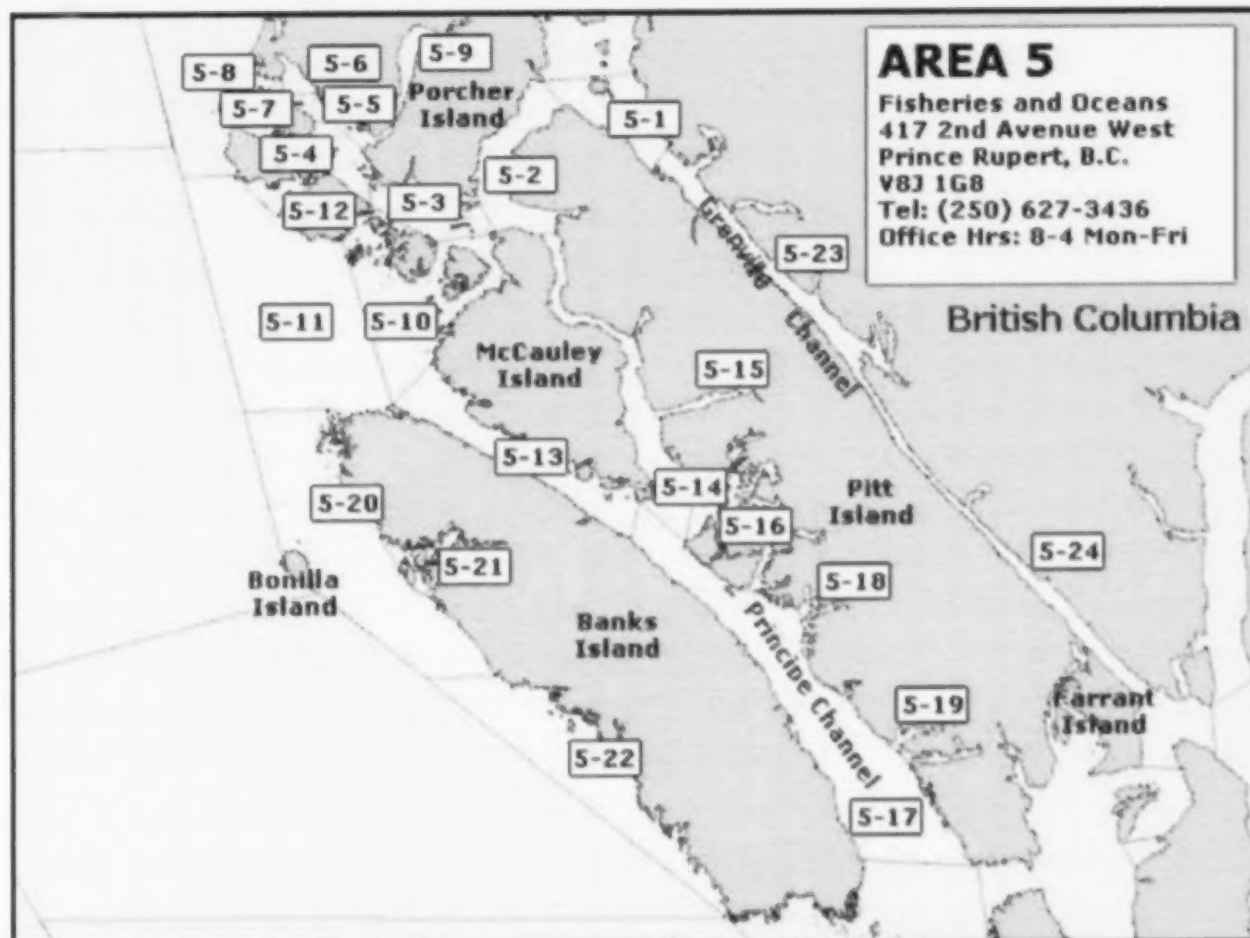 AREA 5
Fisheries and Oceans
417 2nd Avenue West
Prince Rupert, B.C.
V8J 1G8
Tel: (250) 627-3436
Office Hrs: 8-4 Mon-Fri
5-9
5-6
5-8
5-7
5-5
Porcher
Island
5-1
5-4
5-2
5-12
5-3
Grenville
Channel
5-23
British Columbia
5-11
5-10
McCauley
Island
5-15
5-13
5-14
Pitt
Island
5-20
5-16
5-24
5-21
Bonilla
Island
5-18
Banks
Island
Principe Channel
5-19
Farrant
Island
5-22
5-17